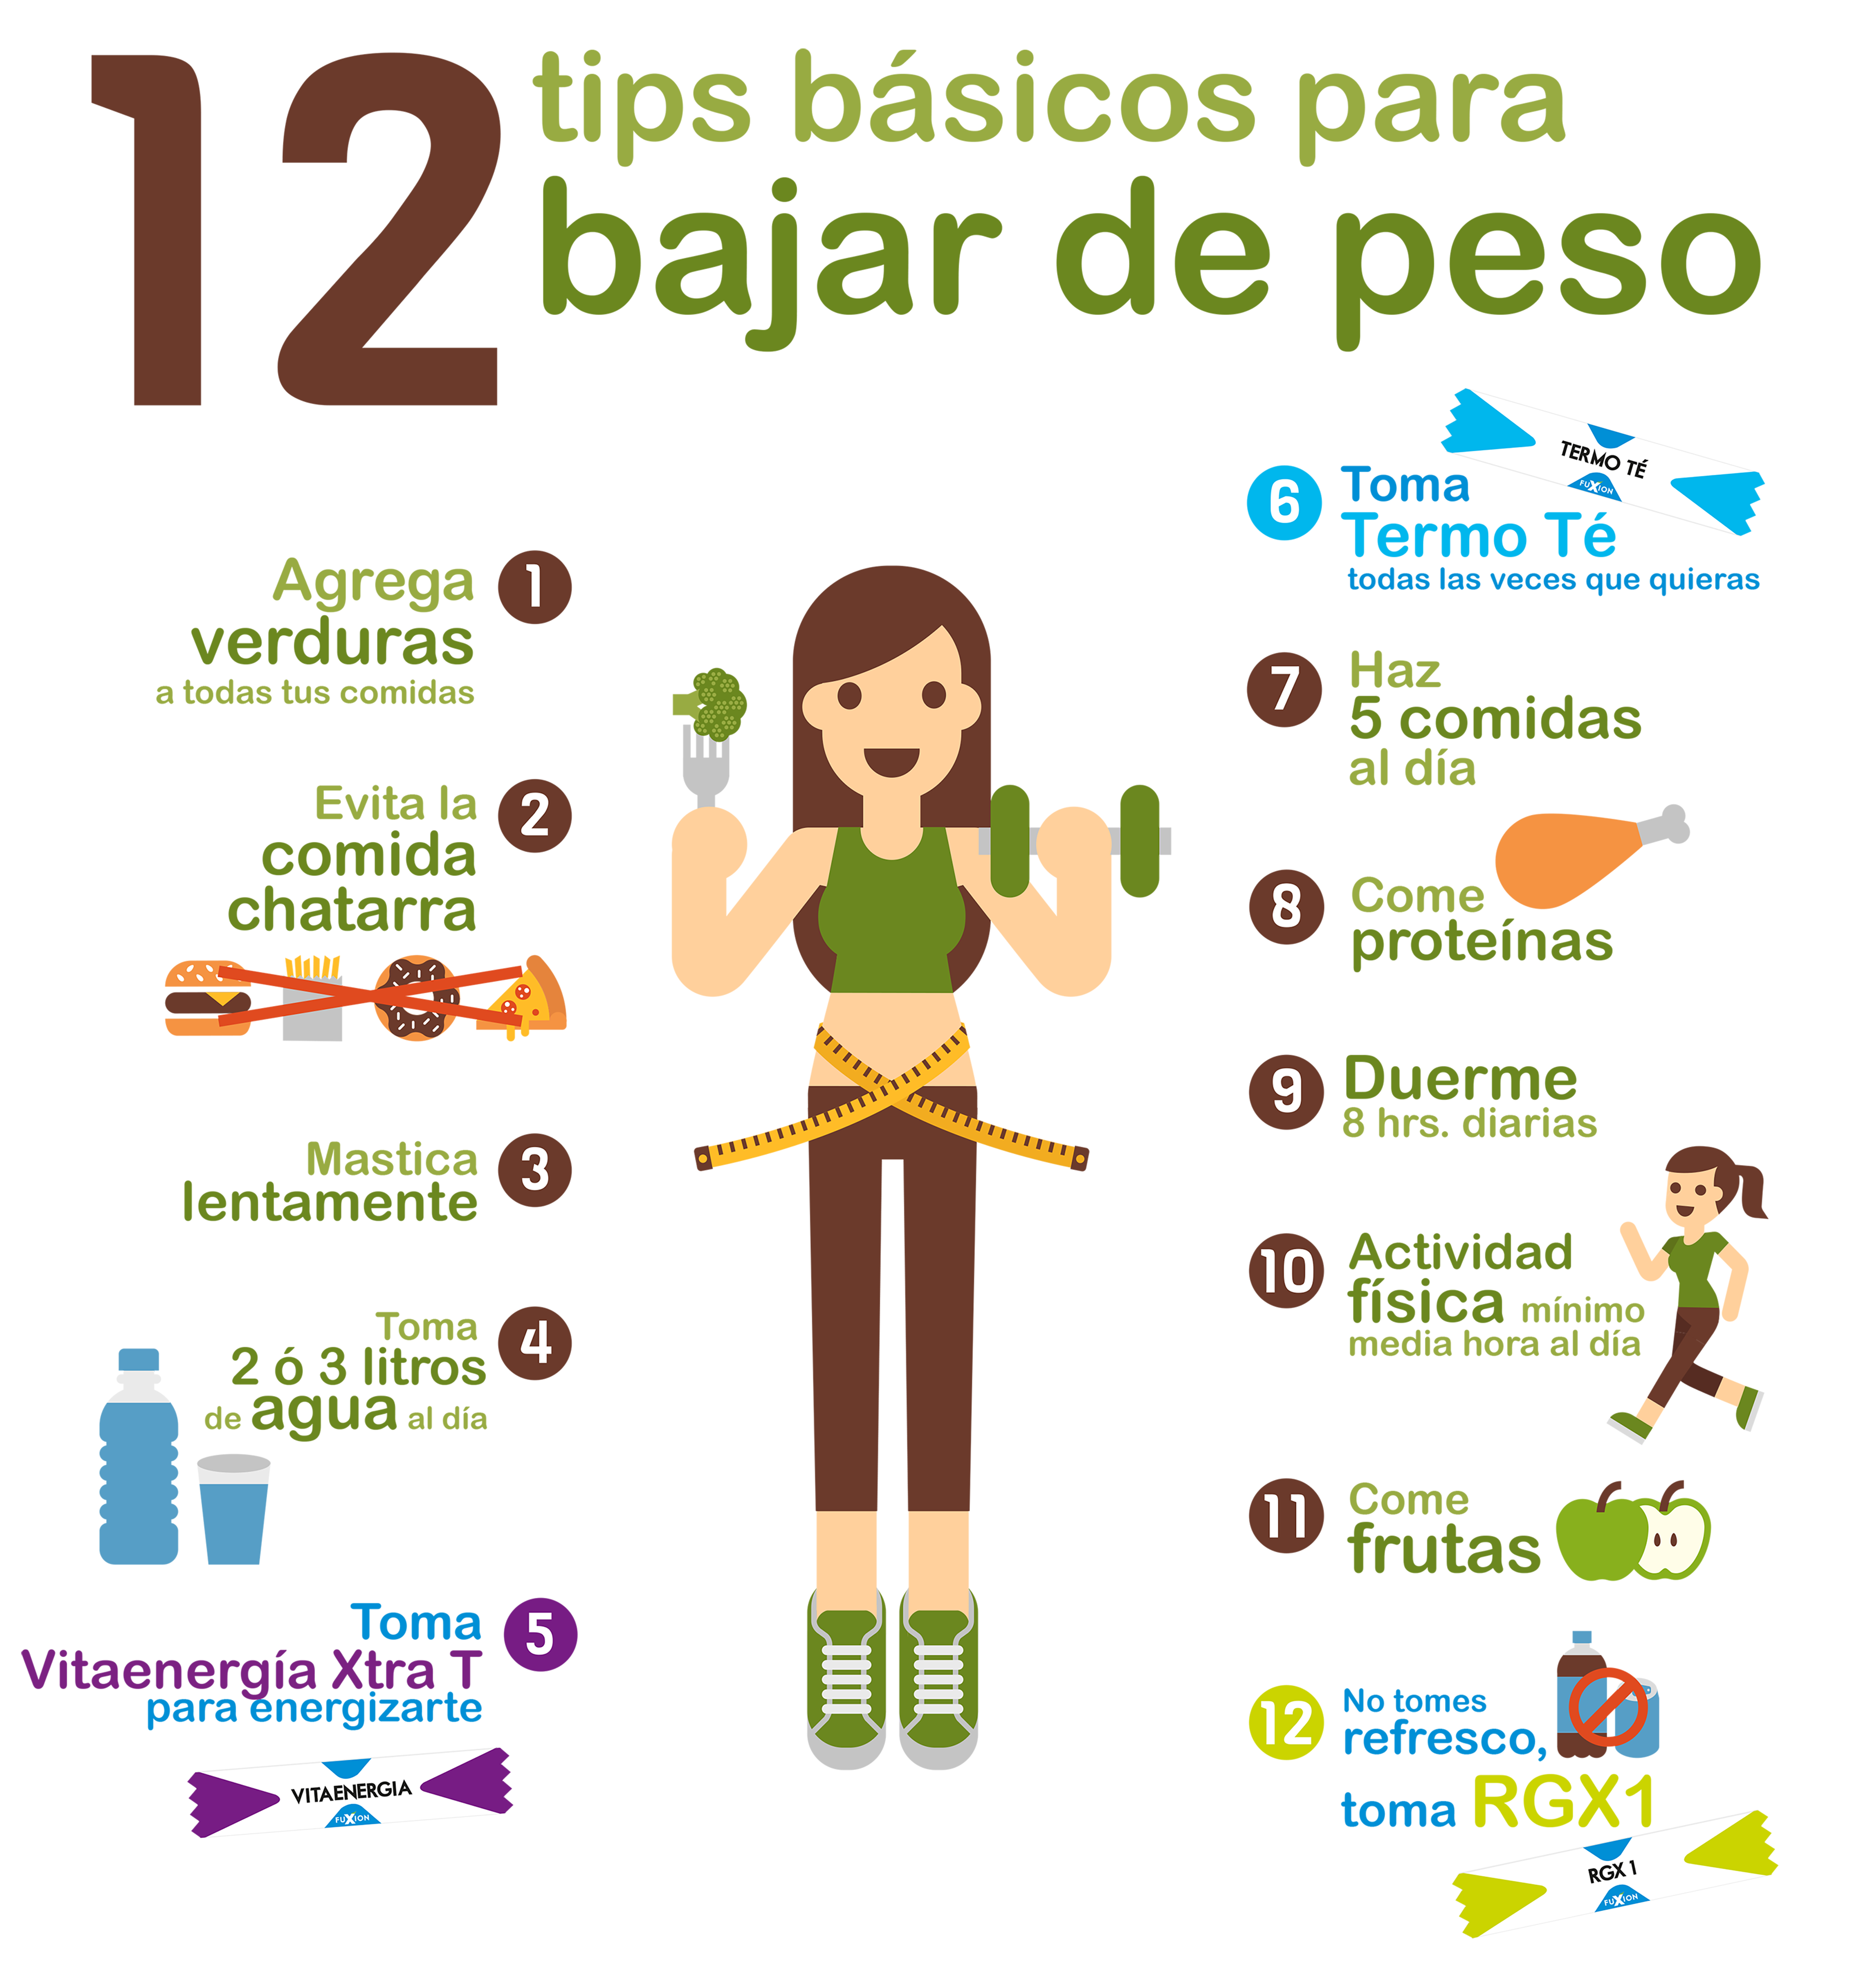 12
tips básicos para
bajar de peso
1
Agrega
verduras
a todas tus comidas
2
Evita la
comida
chatarra
3
Mastica
lentamente
4
Toma
2 ó 3 litros
de agua al día
5
Toma
Vitaenergía Xtra T
para energizarte
VITAENERGIA
FUXION
TERMO TÉ
FUXION
6
Toma
Termo Té
todas las veces que quieras
7
Haz
5 comidas
al día
8
Come
proteínas
9
Duerme
8 hrs. diarias
10
Actividad
física mínimo
media hora al día
11
Come
frutas
12
No tomes
refresco,
toma RGX1
RGX 1
FUXION